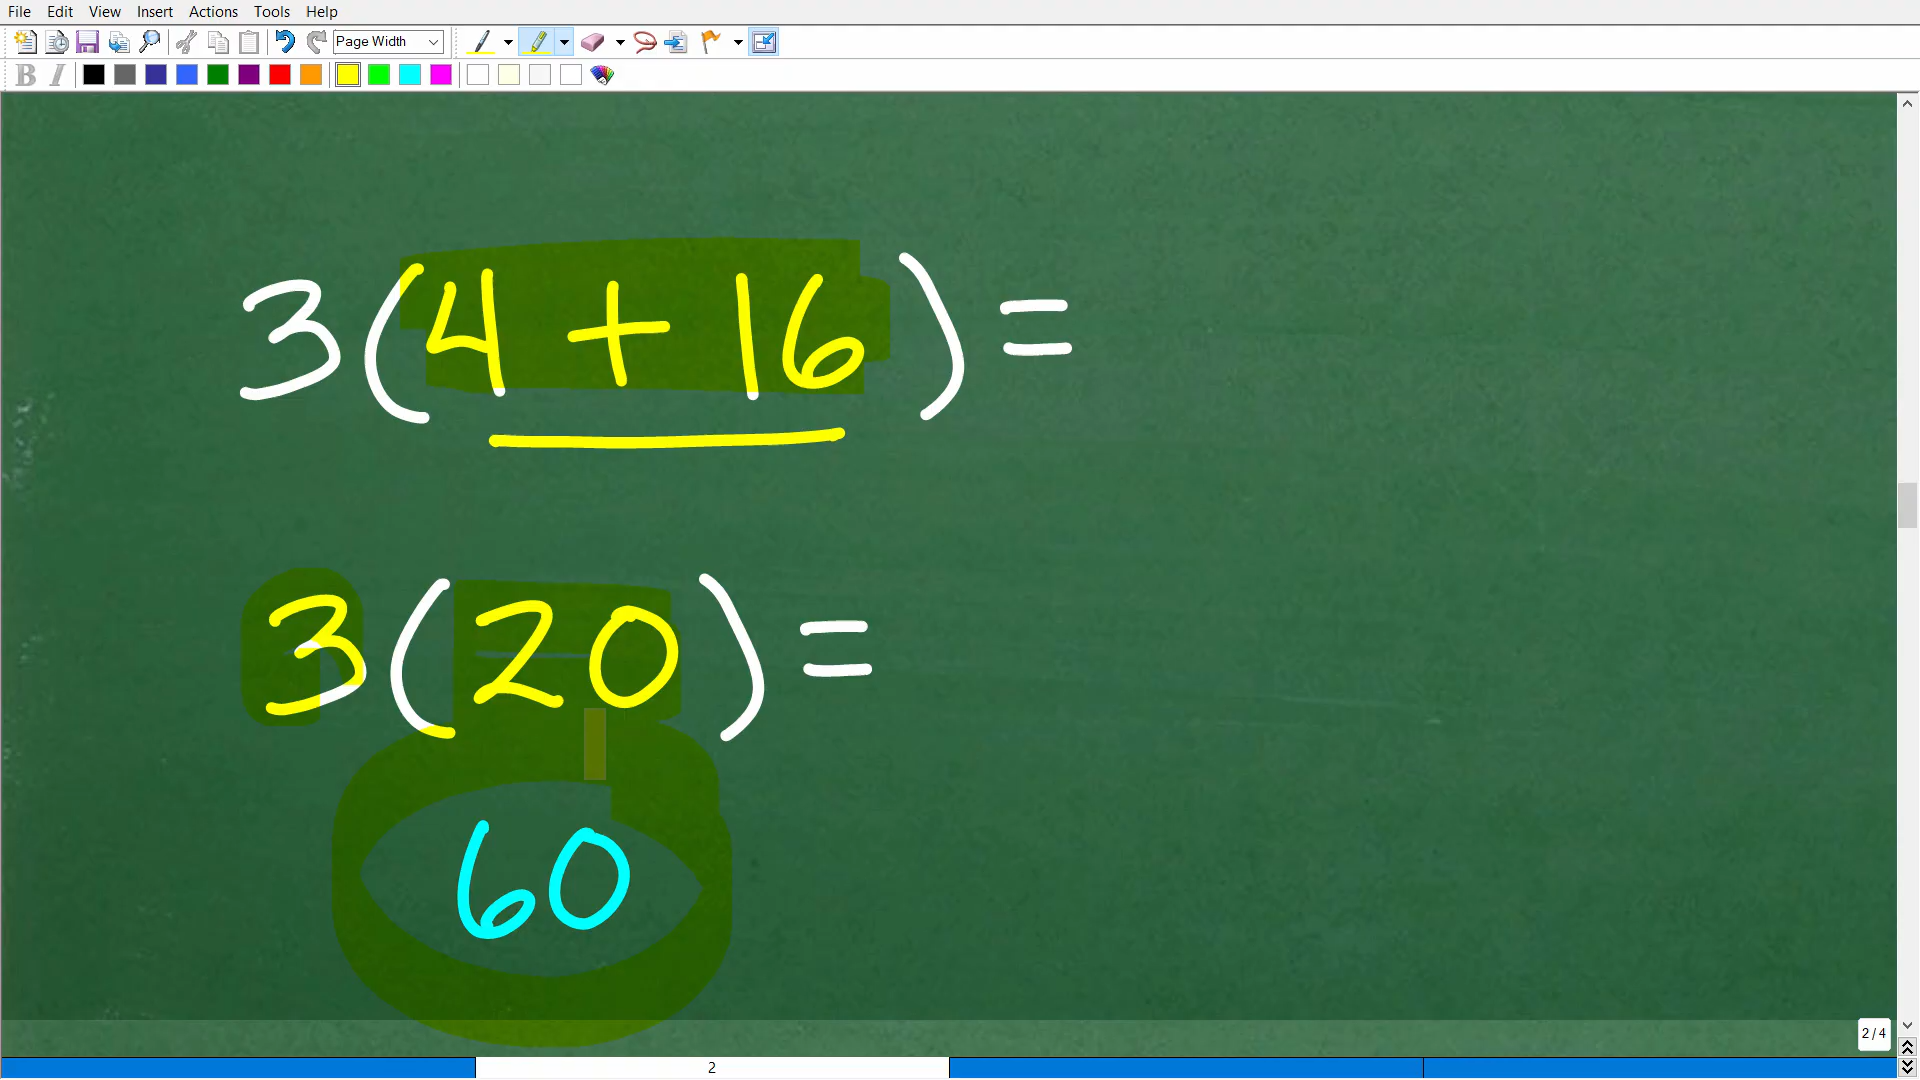 File Edit View Insert Actions Tools Help
Page Width
B I
3(4 + 16) =
3(20) =
60
2 / 4
2